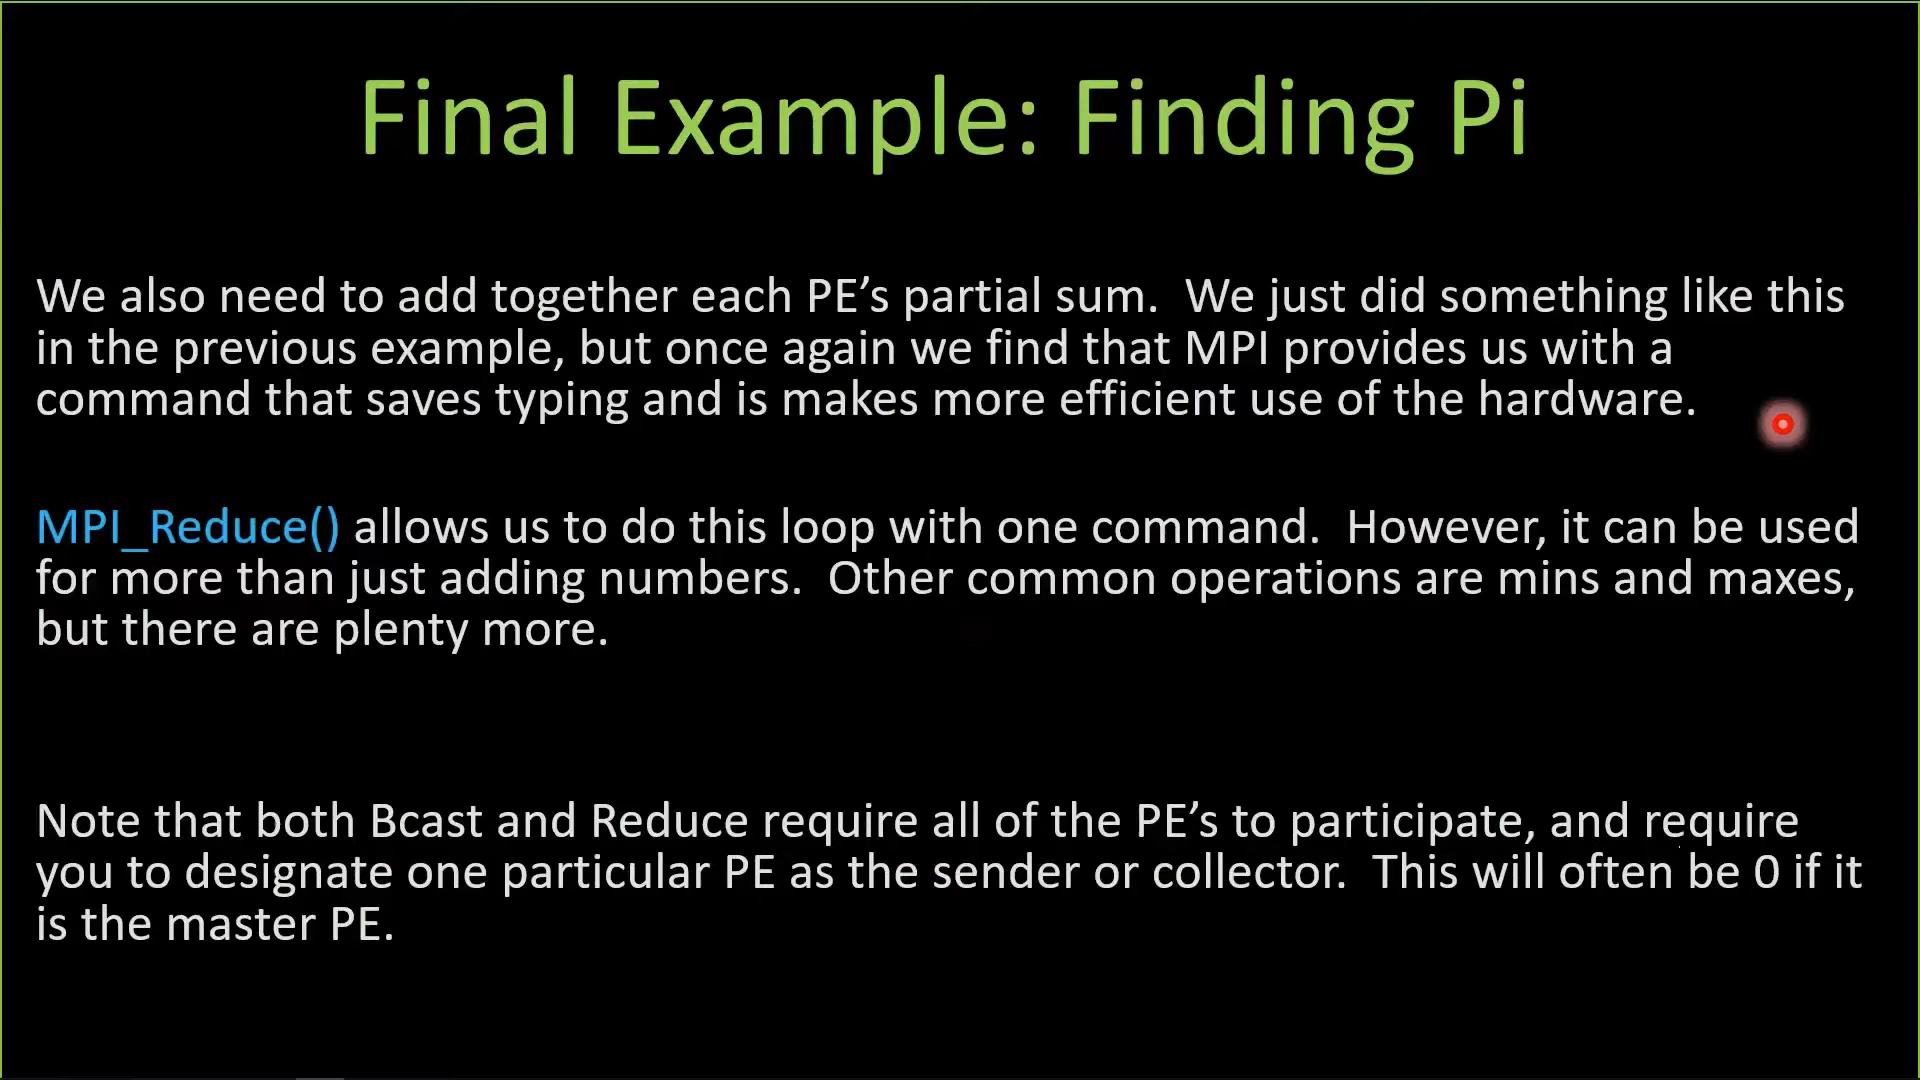 Final Example: Finding Pi
We also need to add together each PE’s partial sum.  We just did something like this
in the previous example, but once again we find that MPI provides us with a
command that saves typing and is makes more efficient use of the hardware.
MPI_Reduce() allows us to do this loop with one command.  However, it can be used
for more than just adding numbers.  Other common operations are mins and maxes,
but there are plenty more.
Note that both Bcast and Reduce require all of the PE’s to participate, and require
you to designate one particular PE as the sender or collector.  This will often be 0 if it
is the master PE.